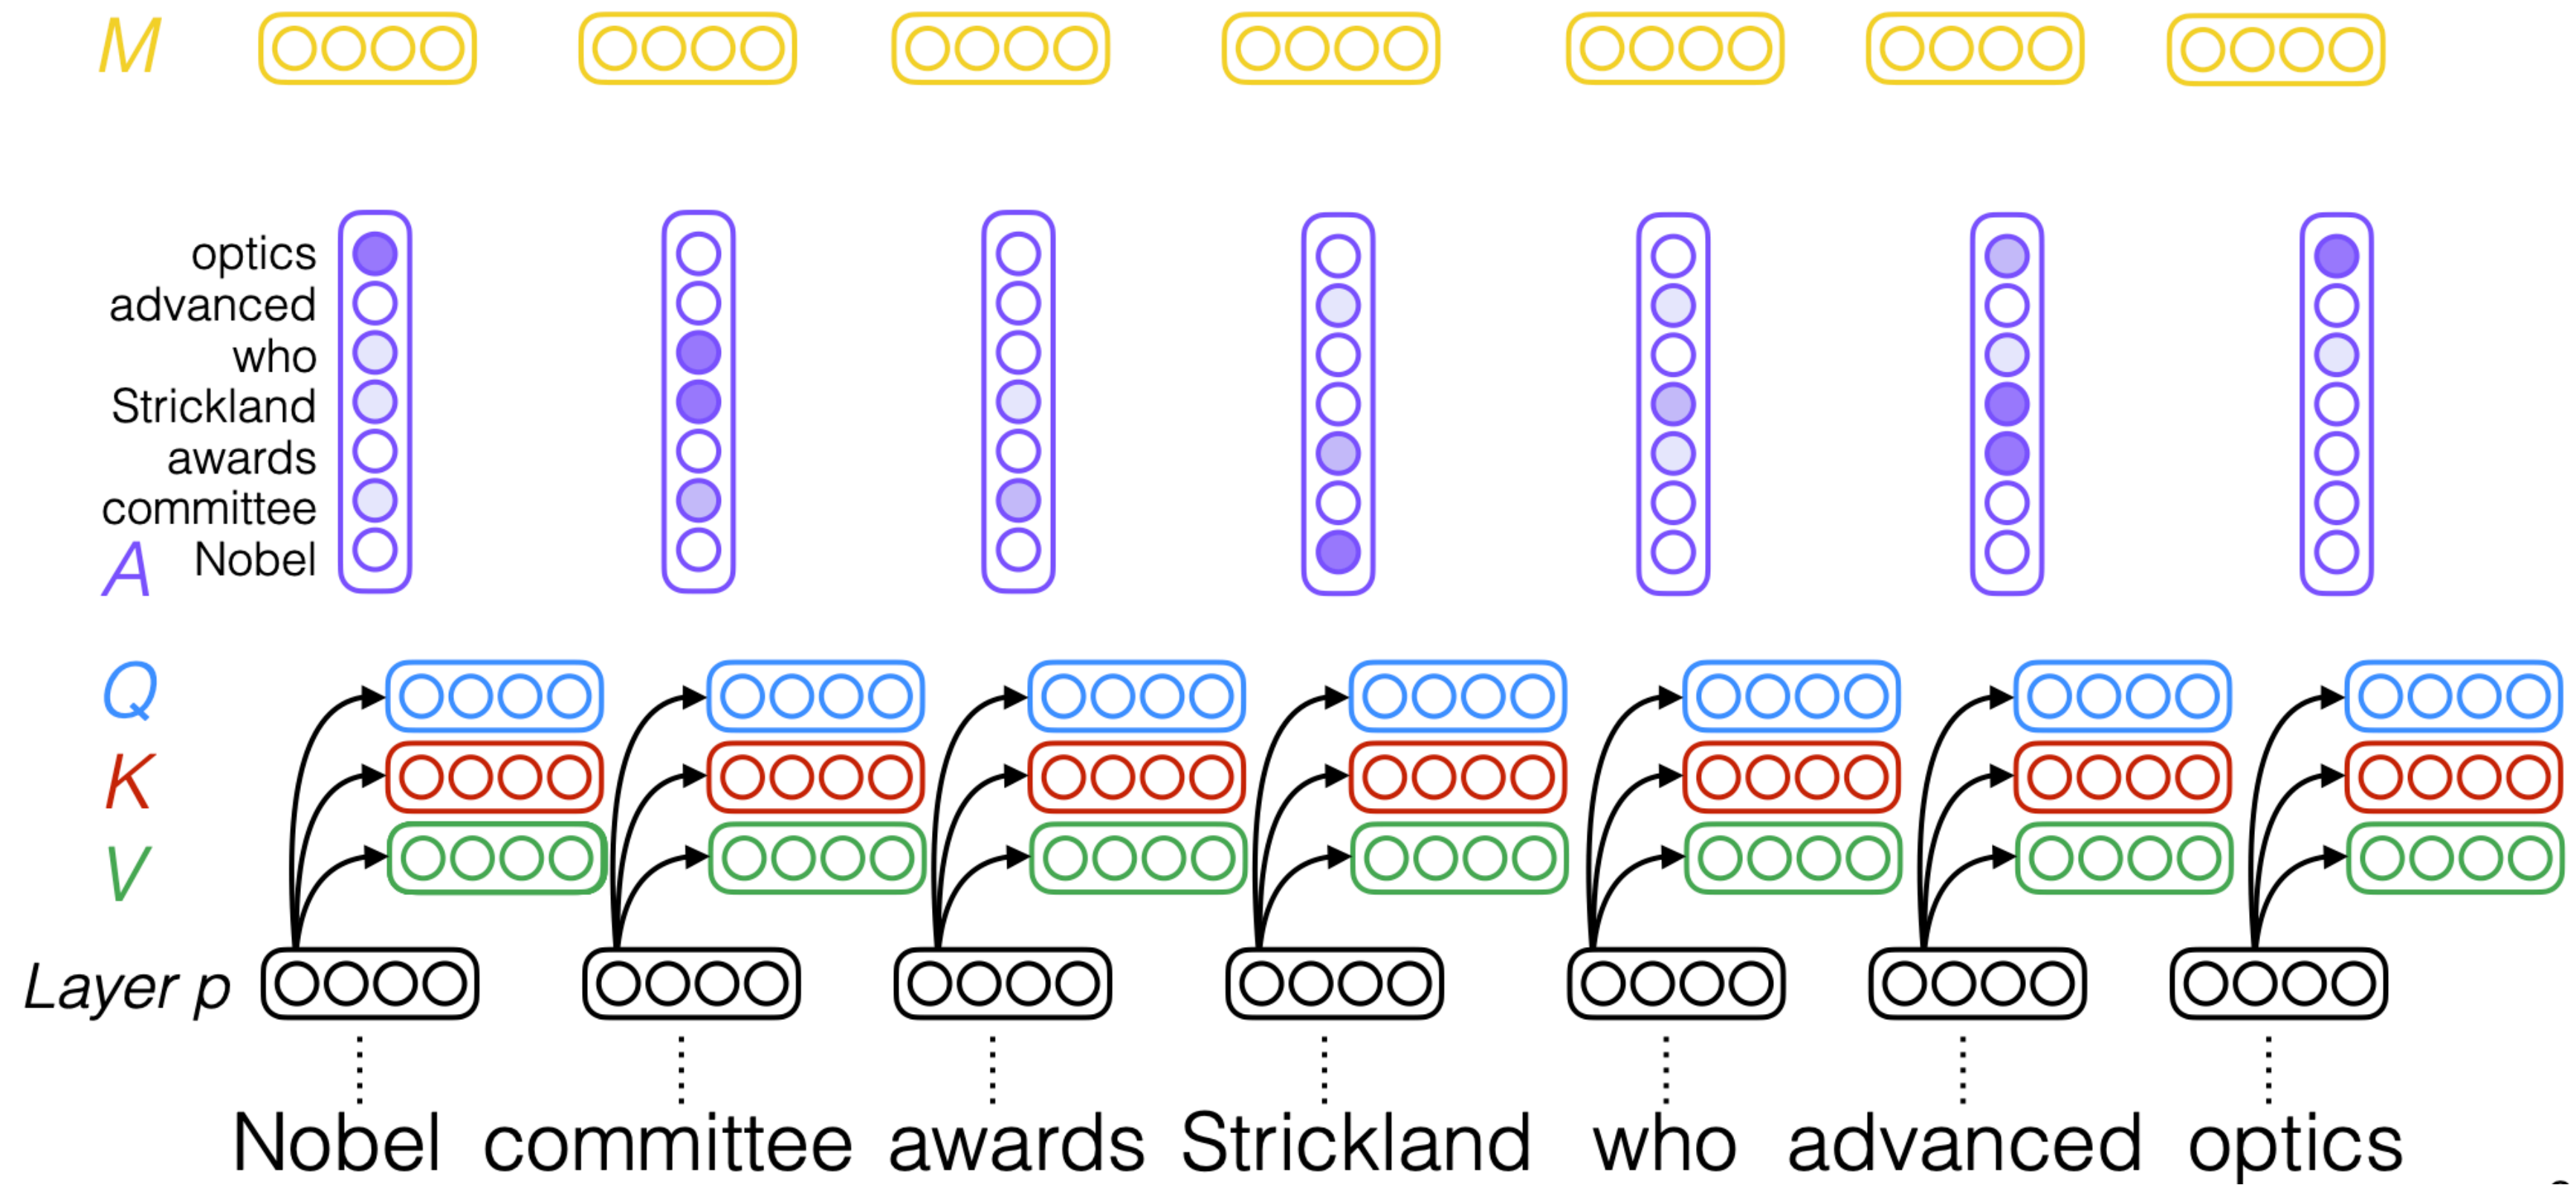 M
optics
advanced
who
Strickland
awards
committee
A Nobel
Q
K
V
Layer p
Nobel committee awards Strickland who advanced optics